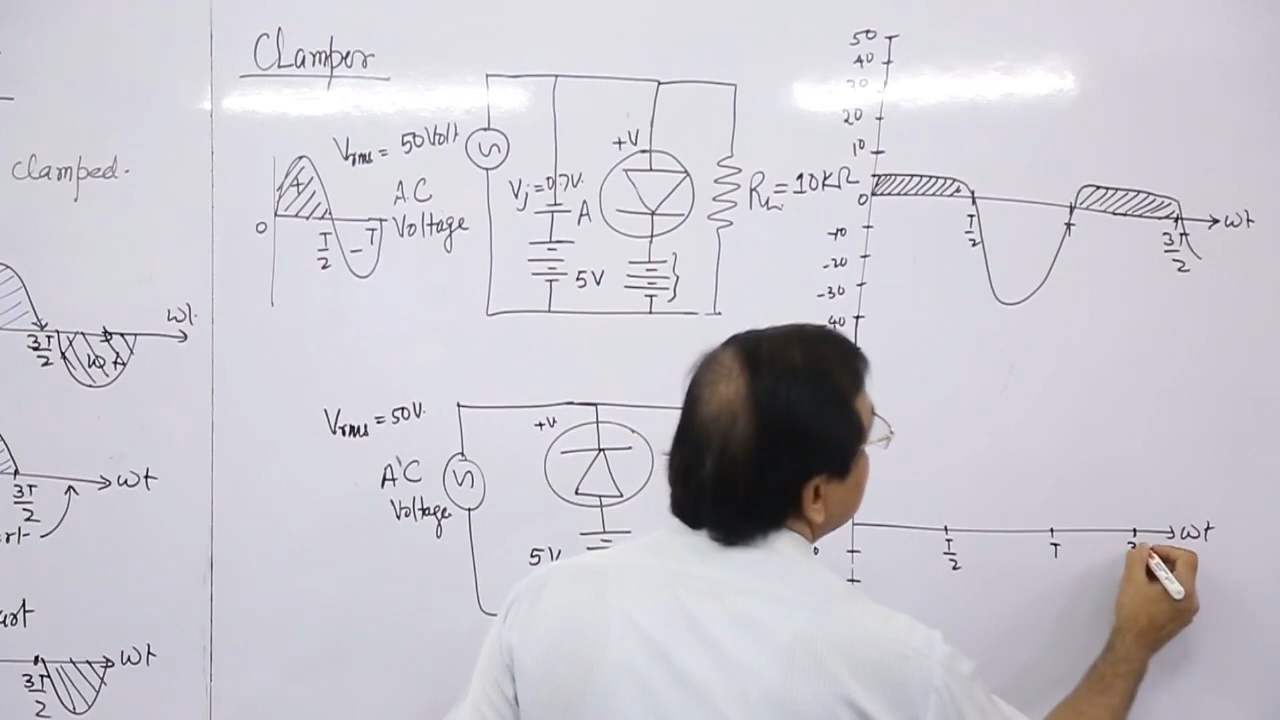 Clamped.
ωt
3T/2
ωt
3T/2
ωt
3T/2
Clamper
Vrms = 50 Volt
A.C
Voltage
+
-
0
T/2
T
Vj = 0.7V.
A
5V
+V
RL = 10KΩ
50
40
20
10
0
-10
-20
-30
40
T/2
T
3T/2
ωt
Vrms = 50V.
A'C
Voltage
+V
5V
T/2
T
ωt